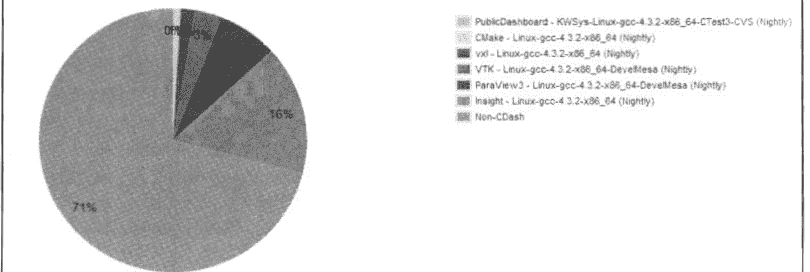 PublicDashboard - KWSys-Linux-gcc-4.3.2-x86_64-CTest3-CVS (Nightly)
CMake - Linux-gcc-4.3.2-x86_64 (Nightly)
vxl - Linux-gcc-4.3.2-x86_64 (Nightly)
VTK - Linux-gcc-4.3.2-x86_64-DevelMesa (Nightly)
ParaView3 - Linux-gcc-4.3.2-x86_64-DevelMesa (Nightly)
Insight - Linux-gcc-4.3.2-x86_64 (Nightly)
Non-CDash
16%
71%